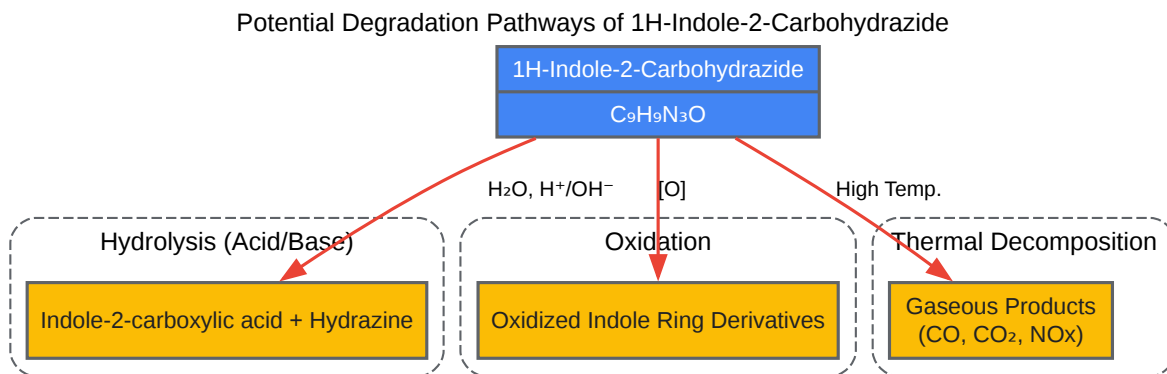 Potential Degradation Pathways of 1H-Indole-2-Carbohydrazide
1H-Indole-2-Carbohydrazide
C₉H₉N₃O
H₂O, H⁺/OH⁻
[O]
High Temp.
Hydrolysis (Acid/Base)
Oxidation
Thermal Decomposition
Indole-2-carboxylic acid + Hydrazine
Oxidized Indole Ring Derivatives
Gaseous Products
(CO, CO₂, NOx)